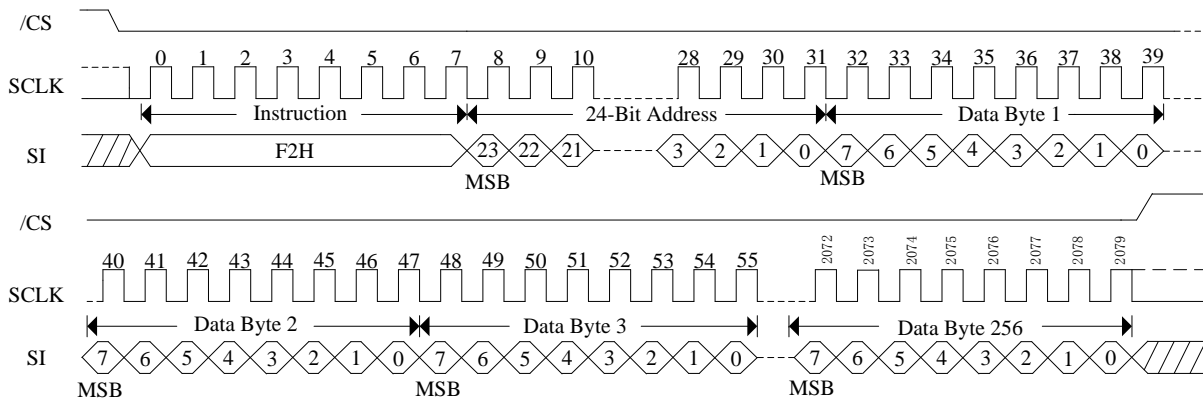 /CS
0 1 2 3 4 5 6 7 8 9 10 28 29 30 31 32 33 34 35 36 37 38 39
SCLK
Instruction 24-Bit Address Data Byte 1
SI F2H 23 22 21 3 2 1 0 7 6 5 4 3 2 1 0
MSB MSB
/CS
40 41 42 43 44 45 46 47 48 49 50 51 52 53 54 55 2072 2073 2074 2075 2076 2077 2078 2079
SCLK
Data Byte 2 Data Byte 3 Data Byte 256
SI 7 6 5 4 3 2 1 0 7 6 5 4 3 2 1 0 7 6 5 4 3 2 1 0
MSB MSB MSB